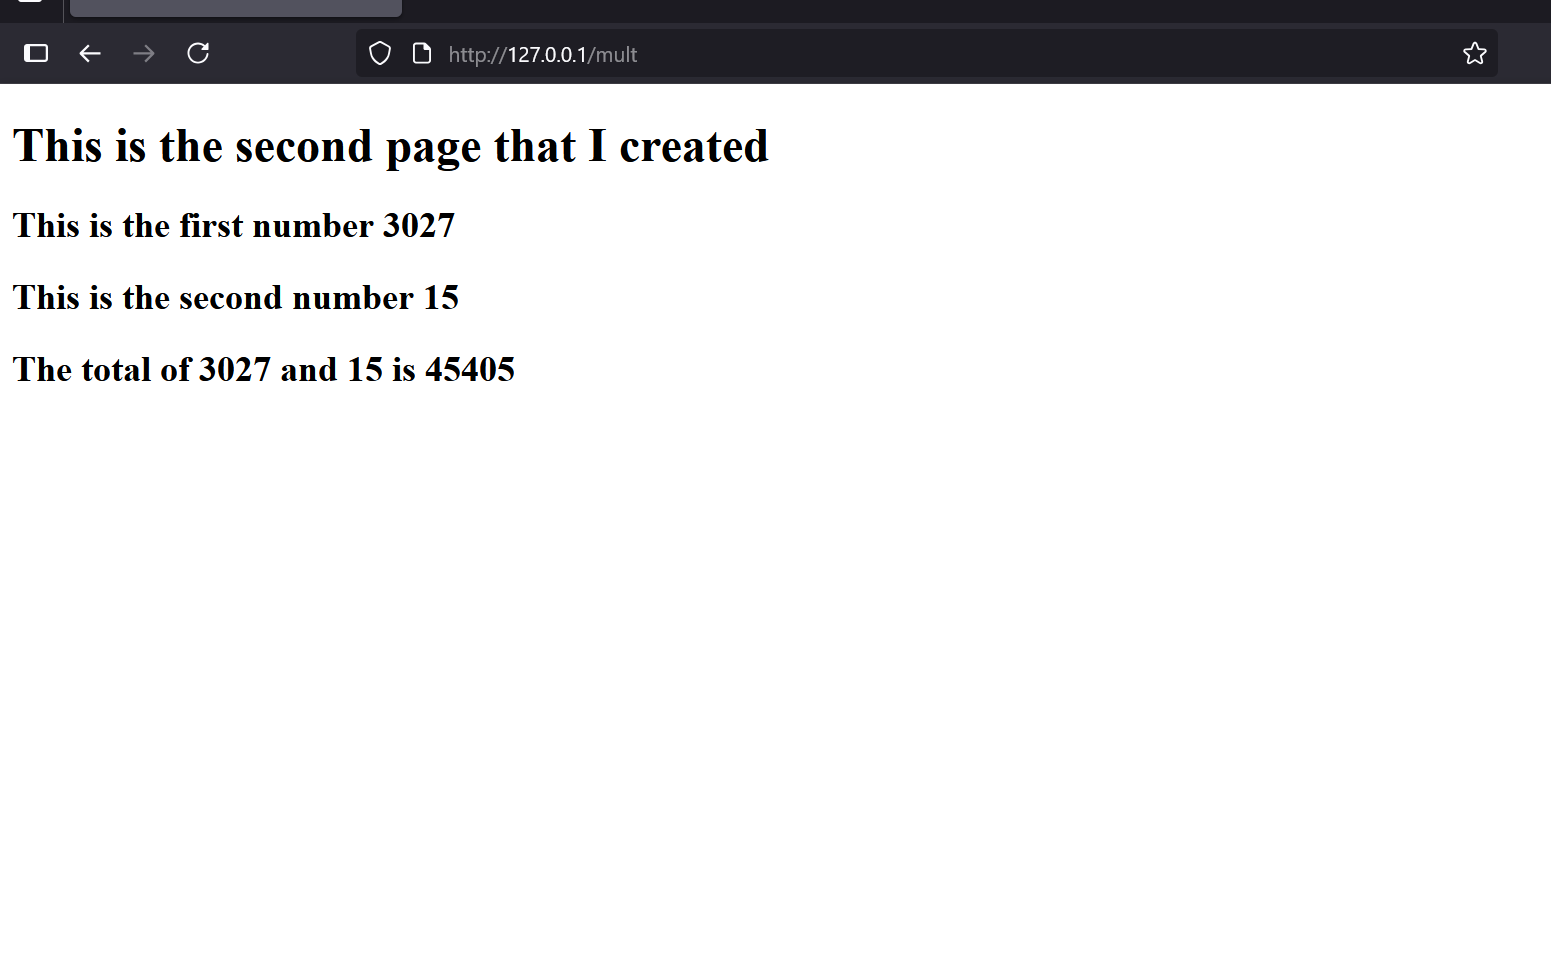 http://127.0.0.1/mult
This is the second page that I created
This is the first number 3027
This is the second number 15
The total of 3027 and 15 is 45405